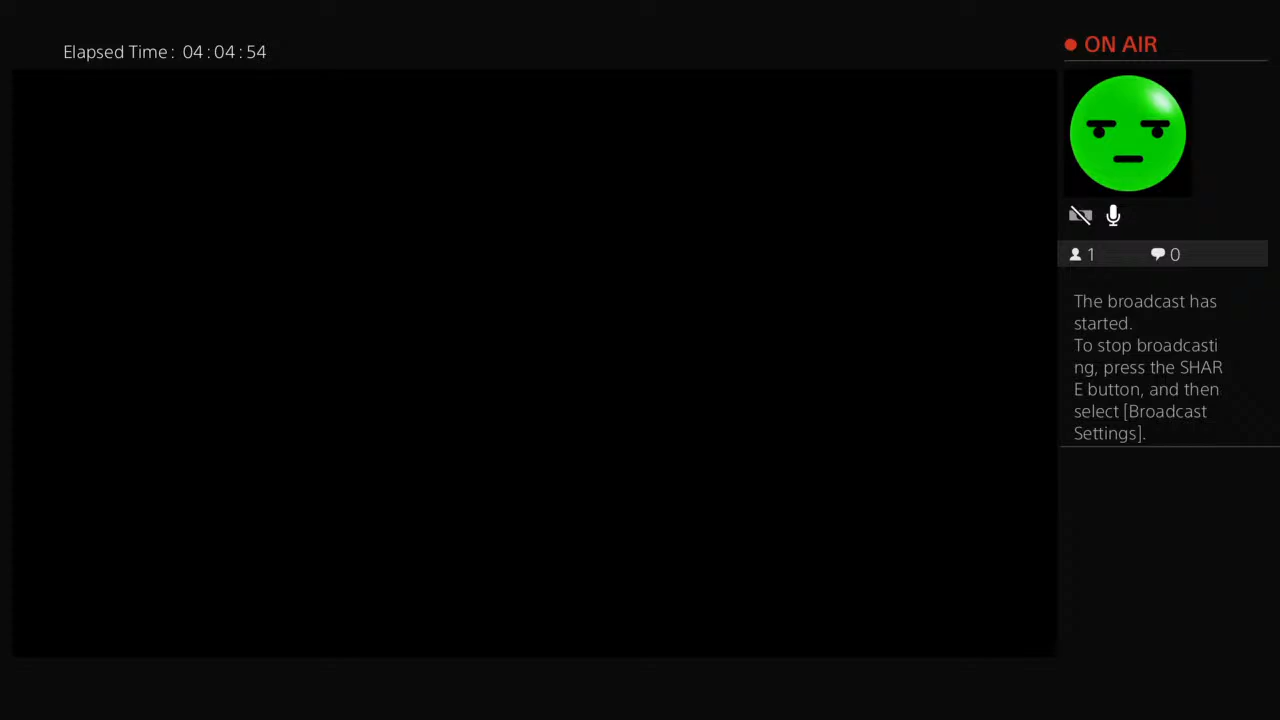 Elapsed Time: 04:04:54
ON AIR
1 0
The broadcast has
started.
To stop broadcasti
ng, press the SHAR
E button, and then
select [Broadcast
Settings].